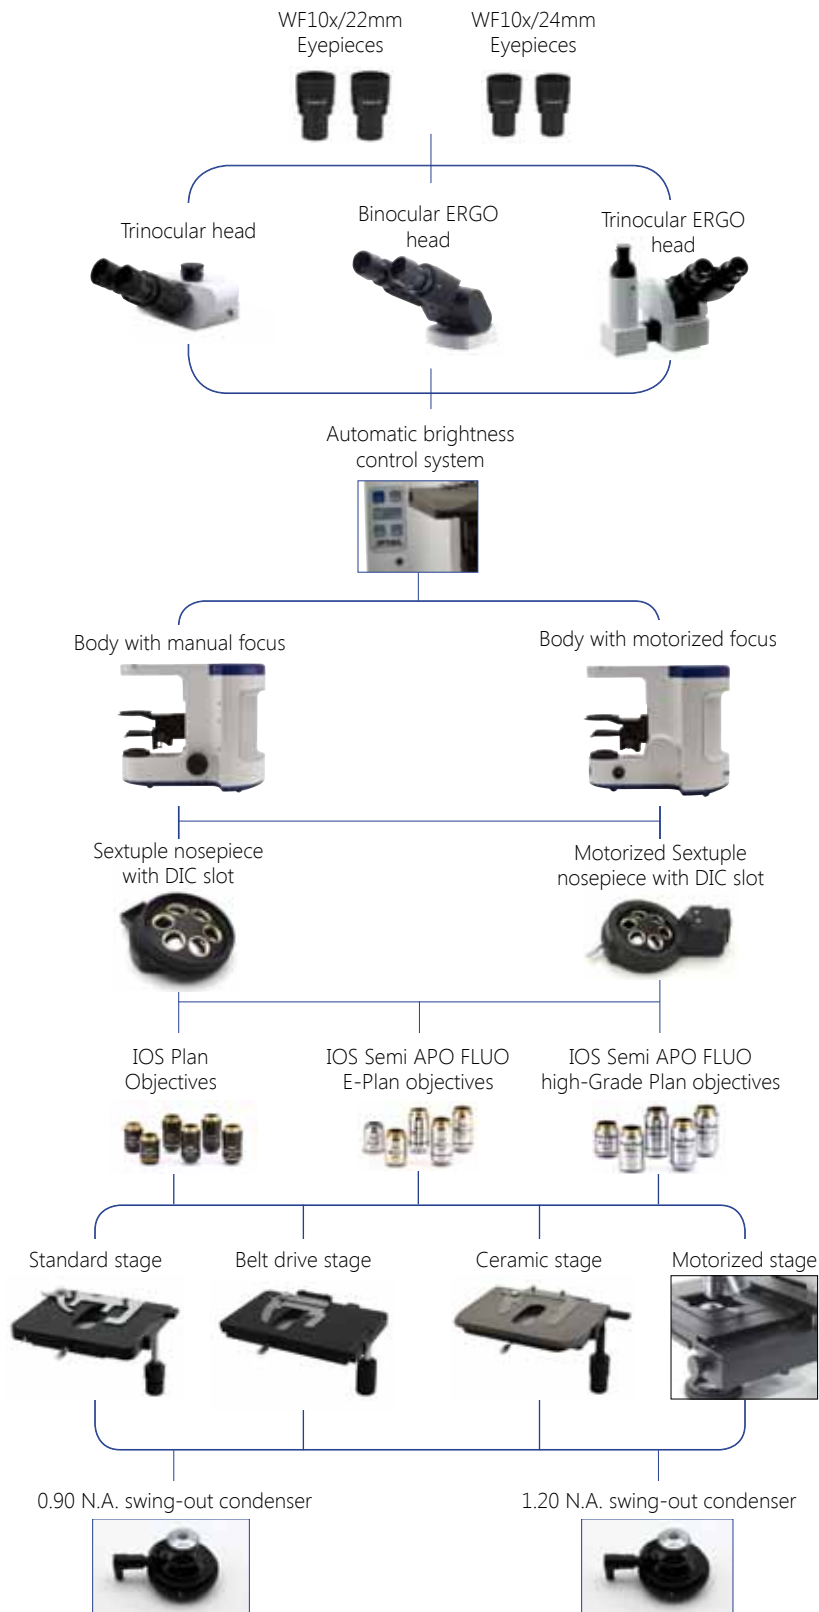 WF10x/22mm
Eyepieces
WF10x/24mm
Eyepieces
Trinocular head
Binocular ERGO
head
Trinocular ERGO
head
Automatic brightness
control system
Body with manual focus
Body with motorized focus
Sextuple nosepiece
with DIC slot
Motorized Sextuple
nosepiece with DIC slot
IOS Plan
Objectives
IOS Semi APO FLUO
E-Plan objectives
IOS Semi APO FLUO
high-Grade Plan objectives
Standard stage
Belt drive stage
Ceramic stage
Motorized stage
0.90 N.A. swing-out condenser
1.20 N.A. swing-out condenser